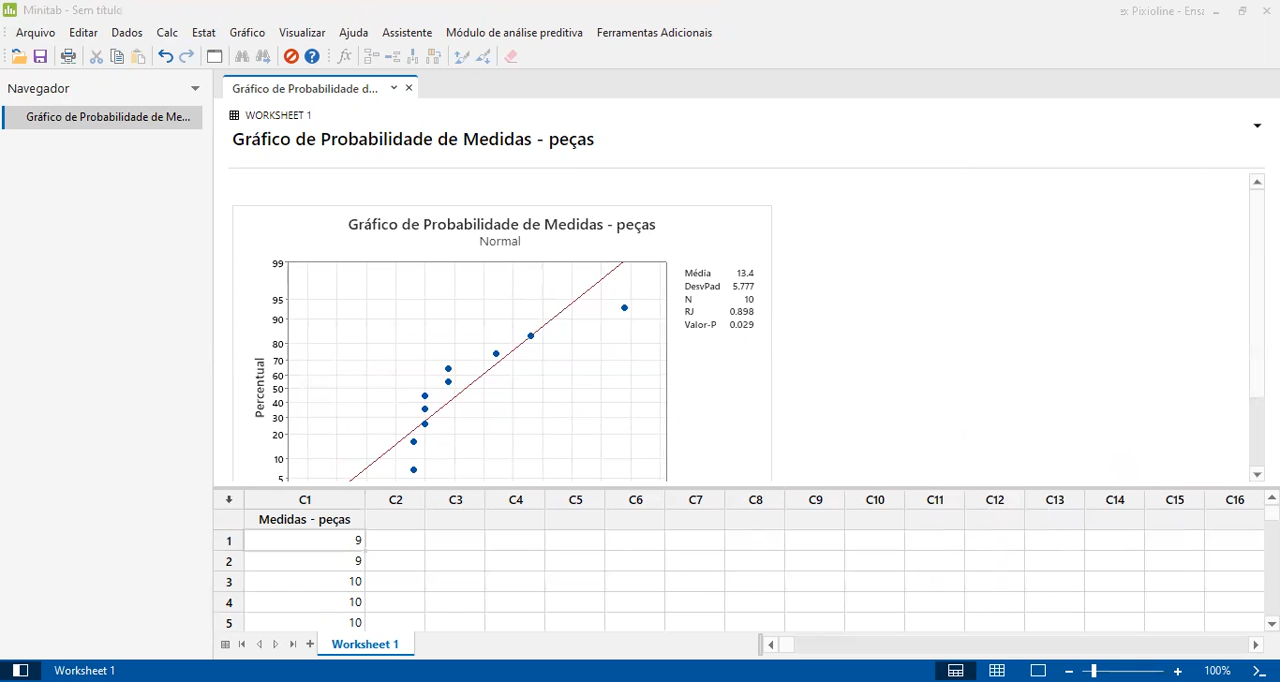 Minitab - Sem título
ex Pixioline - Ensa
Arquivo Editar Dados Calc Estat Gráfico Visualizar Ajuda Assistente Módulo de análise preditiva Ferramentas Adicionais
Navegador
Gráfico de Probabilidade d...
Gráfico de Probabilidade de Me...
WORKSHEET 1
Gráfico de Probabilidade de Medidas - peças
Gráfico de Probabilidade de Medidas - peças
Normal
99
95
90
80
70
60
50
40
30
20
10
5
Percentual
Média 13.4
DesvPad 5.777
N 10
RJ 0.898
Valor-P 0.029
C1 C2 C3 C4 C5 C6 C7 C8 C9 C10 C11 C12 C13 C14 C15 C16
Medidas - peças
1 9
2 9
3 10
4 10
5 10
Worksheet 1
Worksheet 1
100%